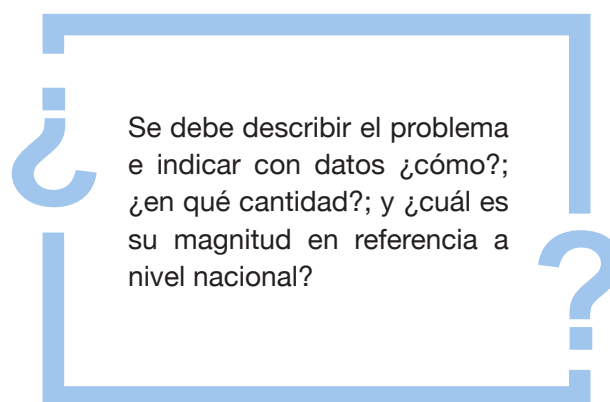 Se debe describir el problema
e indicar con datos ¿cómo?;
¿en qué cantidad?; y ¿cuál es
su magnitud en referencia a
nivel nacional?
¿
?